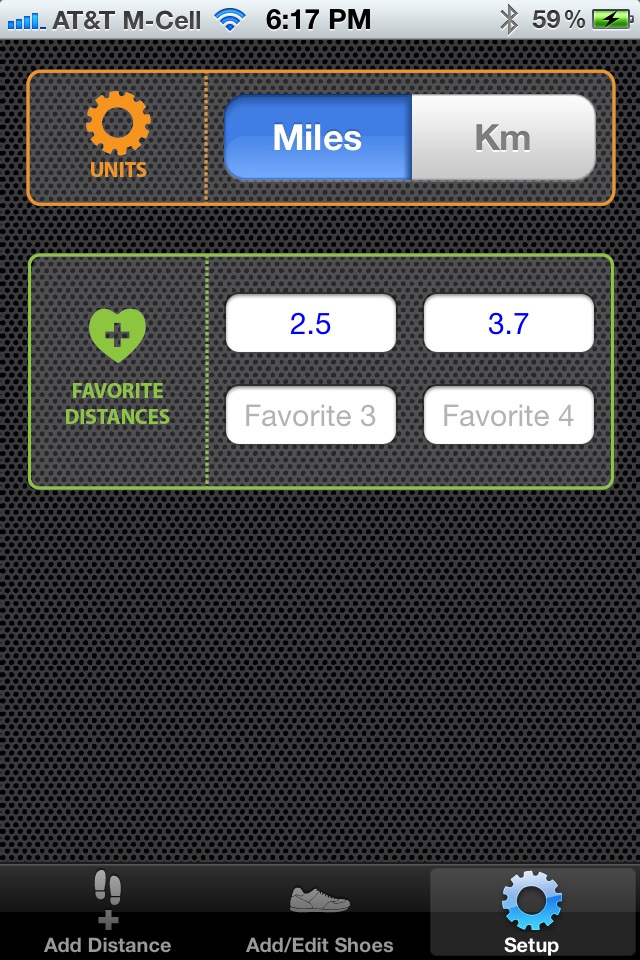 AT&T M-Cell 6:17 PM 59%
UNITS
Miles Km
FAVORITE
DISTANCES
2.5 3.7
Favorite 3 Favorite 4
Add Distance Add/Edit Shoes Setup